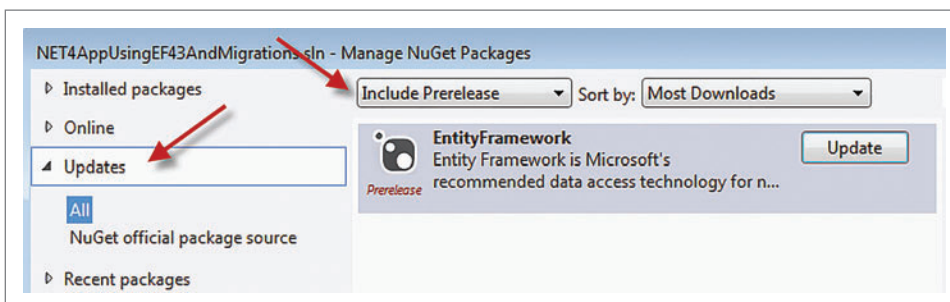 NET4AppUsingEF43AndMigrations.sln - Manage NuGet Packages
Installed packages
Online
Updates
All
NuGet official package source
Recent packages
Include Prerelease
Sort by: Most Downloads
EntityFramework
Entity Framework is Microsoft's
recommended data access technology for n...
Prerelease
Update